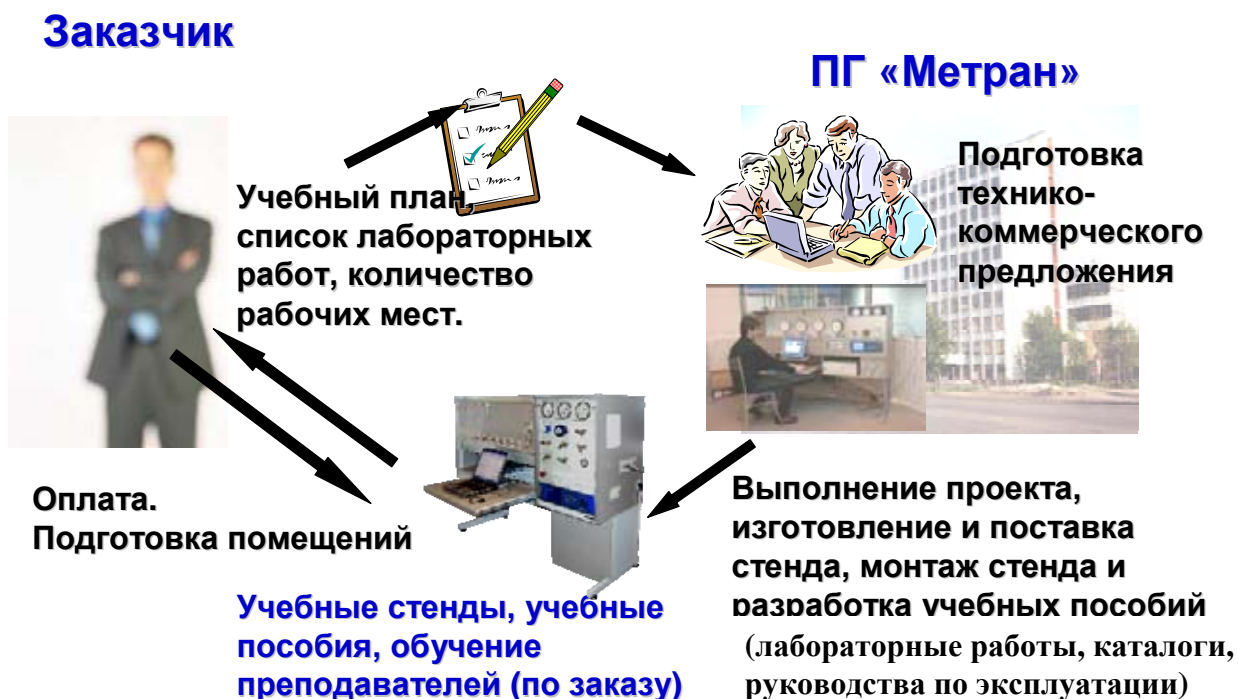 Заказчик
ПГ «Метран»
Учебный план,
список лабораторных
работ, количество
рабочих мест.
Подготовка
технико-
коммерческого
предложения
Оплата.
Подготовка помещений
Выполнение проекта,
изготовление и поставка
стенда, монтаж стенда и
разработка учебных пособий
(лабораторные работы, каталоги,
руководства по эксплуатации)
Учебные стенды, учебные
пособия, обучение
преподавателей (по заказу)